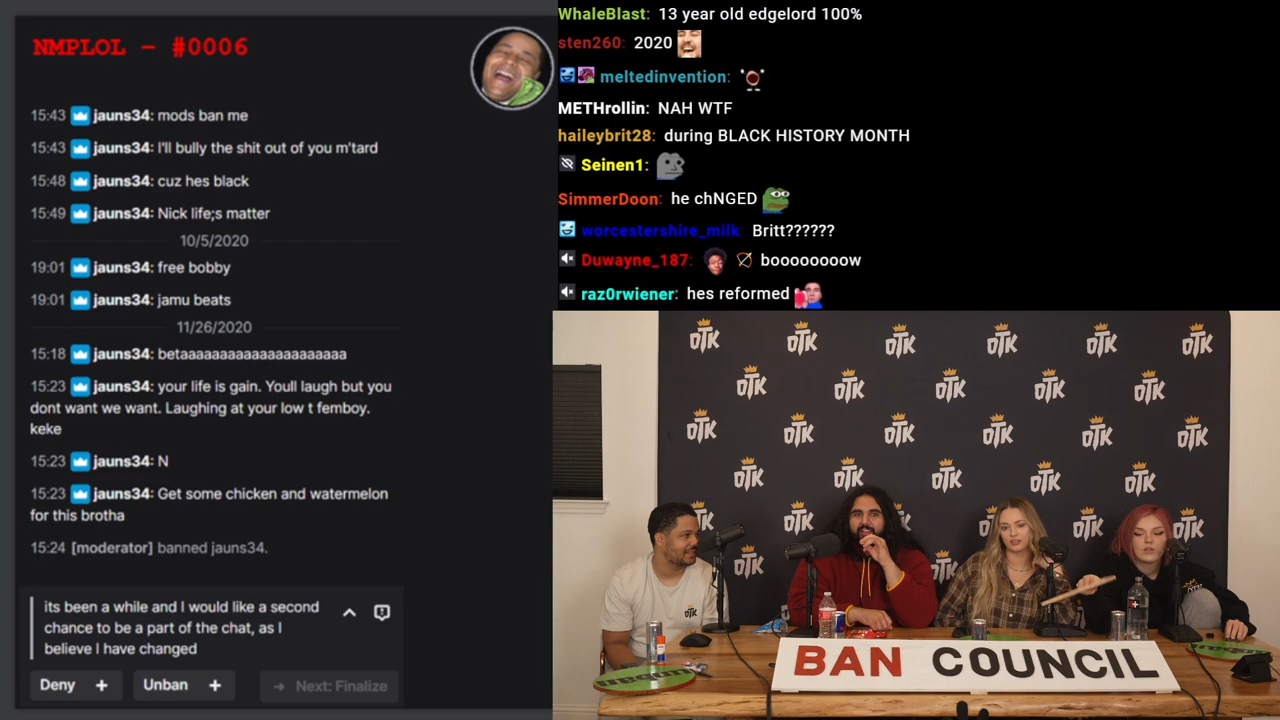 NMPLOL - #0006
15:43 jauns34: mods ban me
15:43 jauns34: I'll bully the shit out of you m'tard
15:48 jauns34: cuz hes black
15:49 jauns34: Nick life;s matter
10/5/2020
19:01 jauns34: free bobby
19:01 jauns34: jamu beats
11/26/2020
15:18 jauns34: betaaaaaaaaaaaaaaaaaaaaa
15:23 jauns34: your life is gain. Youll laugh but you
dont want we want. Laughing at your low t femboy.
keke
15:23 jauns34: N
15:23 jauns34: Get some chicken and watermelon
for this brotha
15:24 [moderator] banned jauns34.
its been a while and I would like a second
chance to be a part of the chat, as I
believe I have changed
Deny +
Unban +
→ Next: Finalize
WhaleBlast: 13 year old edgelord 100%
sten260: 2020
meltedinvention:
METHrollin: NAH WTF
haileybrit28: during BLACK HISTORY MONTH
Seinen1:
SimmerDoon: he chNGED
worcestershire_milk: Britt??????
Duwayne_187: booooooow
raz0rwiener: hes reformed
OTK
BAN COUNCIL
unban